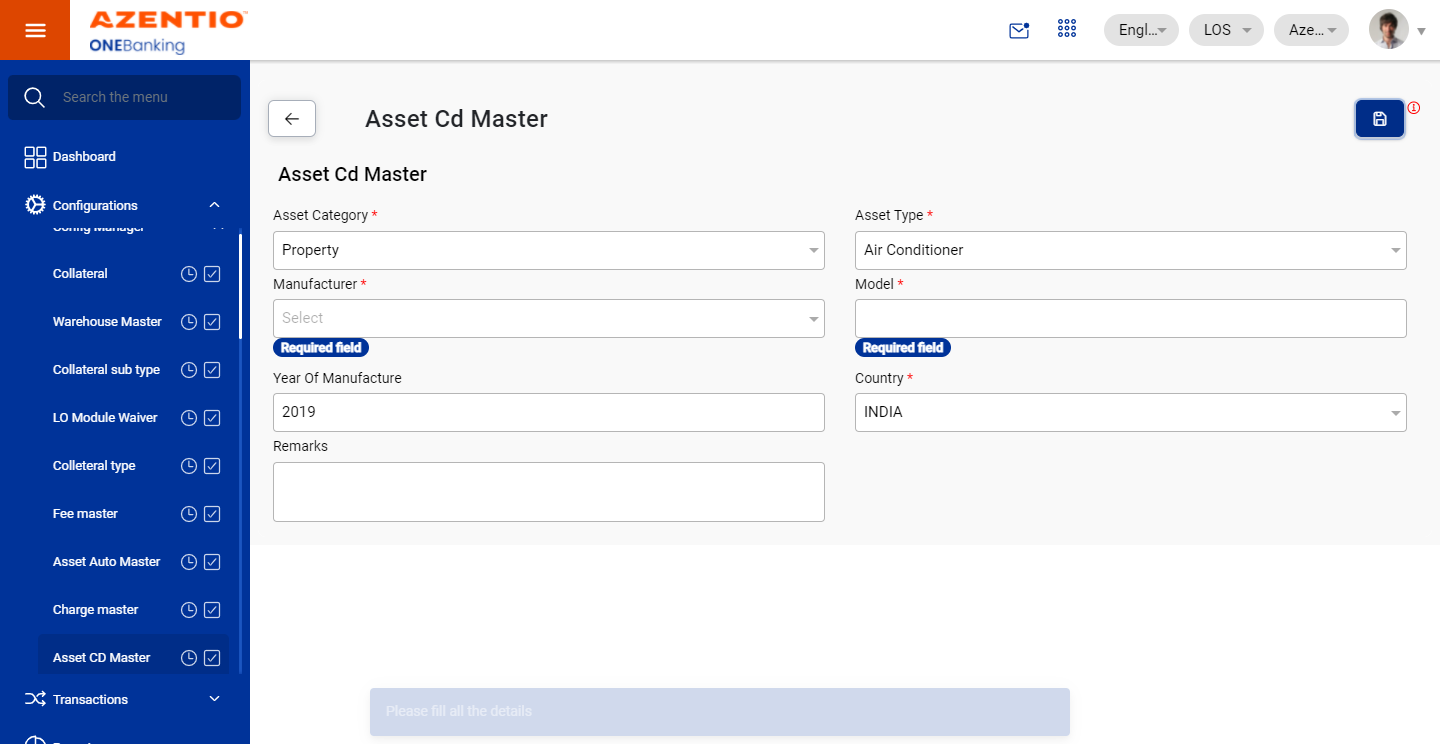 AZENTIO™
ONEBanking
Engl...
LOS
Aze...
Search the menu
Dashboard
Configurations
Config Manager
Collateral
Warehouse Master
Collateral sub type
LO Module Waiver
Colleteral type
Fee master
Asset Auto Master
Charge master
Asset CD Master
Transactions
Asset Cd Master
Asset Cd Master
Asset Category *
Property
Asset Type *
Air Conditioner
Manufacturer *
Select
Required field
Model *
Required field
Year Of Manufacture
2019
Country *
INDIA
Remarks
Please fill all the details